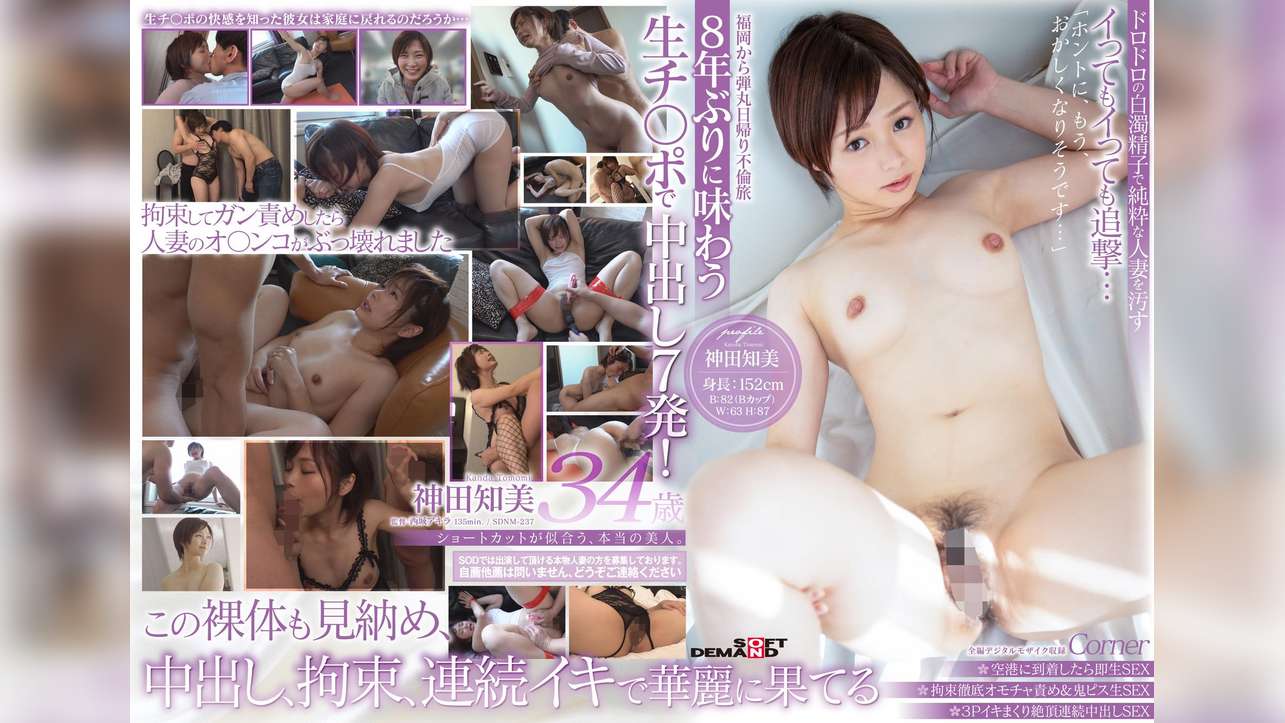 生チ〇ポの快感を知った彼女は家庭に戻れるのだろうか…
拘束してガン責めしたら
人妻のオ〇ンコがぶっ壊れました
Kanda Tomomi
神田知美
34歳
監督・西城アキラ/135min. / SDNM-237
ショートカットが似合う、本当の美人。
SODでは出演して頂ける本物人妻の方を募集しております。
自薦他薦は問いません、どうぞご連絡ください
この裸体も見納め、
中出し、拘束、連続イキで華麗に果てる
福岡から弾丸日帰り不倫旅
8年ぶりに味わう
生チ〇ポで中出し7発!
ドロドロの白濁精子で純粋な人妻を汚す
イってもイっても追撃…
「ホントに、もう、
おかしくなりそうです…」
profile
Kanda Tomomi
神田知美
身長:152cm
B:82(Bカップ)
W:63 H:87
SOFT
DEMAND
全編デジタルモザイク収録
Corner
空港に到着したら即生SEX
拘束徹底オモチャ責め&鬼ピス生SEX
3Pイキまくり絶頂連続中出しSEX